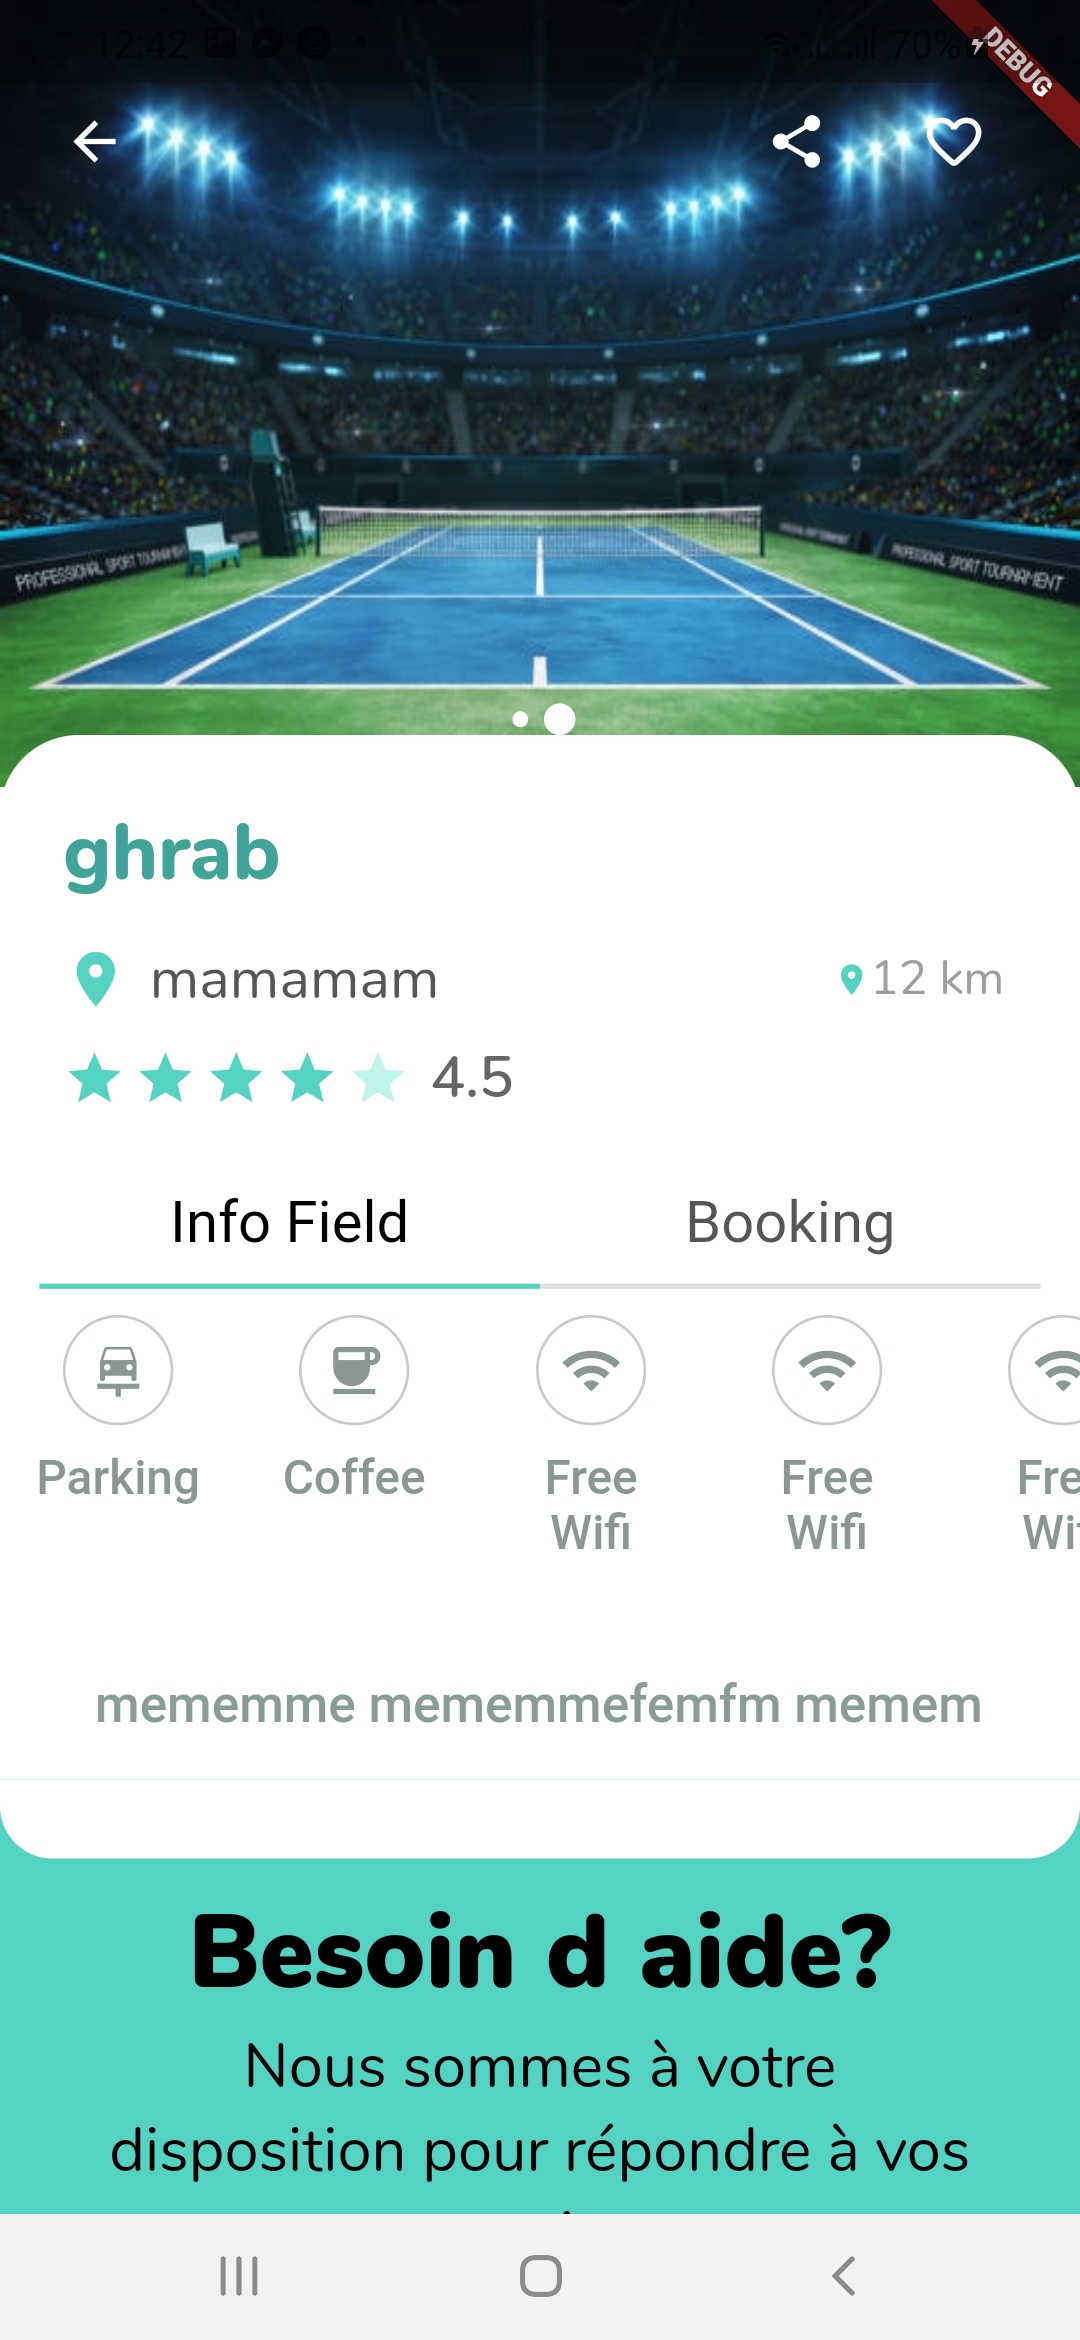 12:42
70%
DEBUG
PROFESSIONAL SPORT TOURNAM
PROFESSIONAL SPORT TOURNAMENT
ghrab
mamamam
12 km
4.5
Info Field
Booking
Parking
Coffee
Free
Wifi
Free
Wifi
Fre
Wi
mememme mememmefemfm memem
Besoin d aide?
Nous sommes à votre
disposition pour répondre à vos